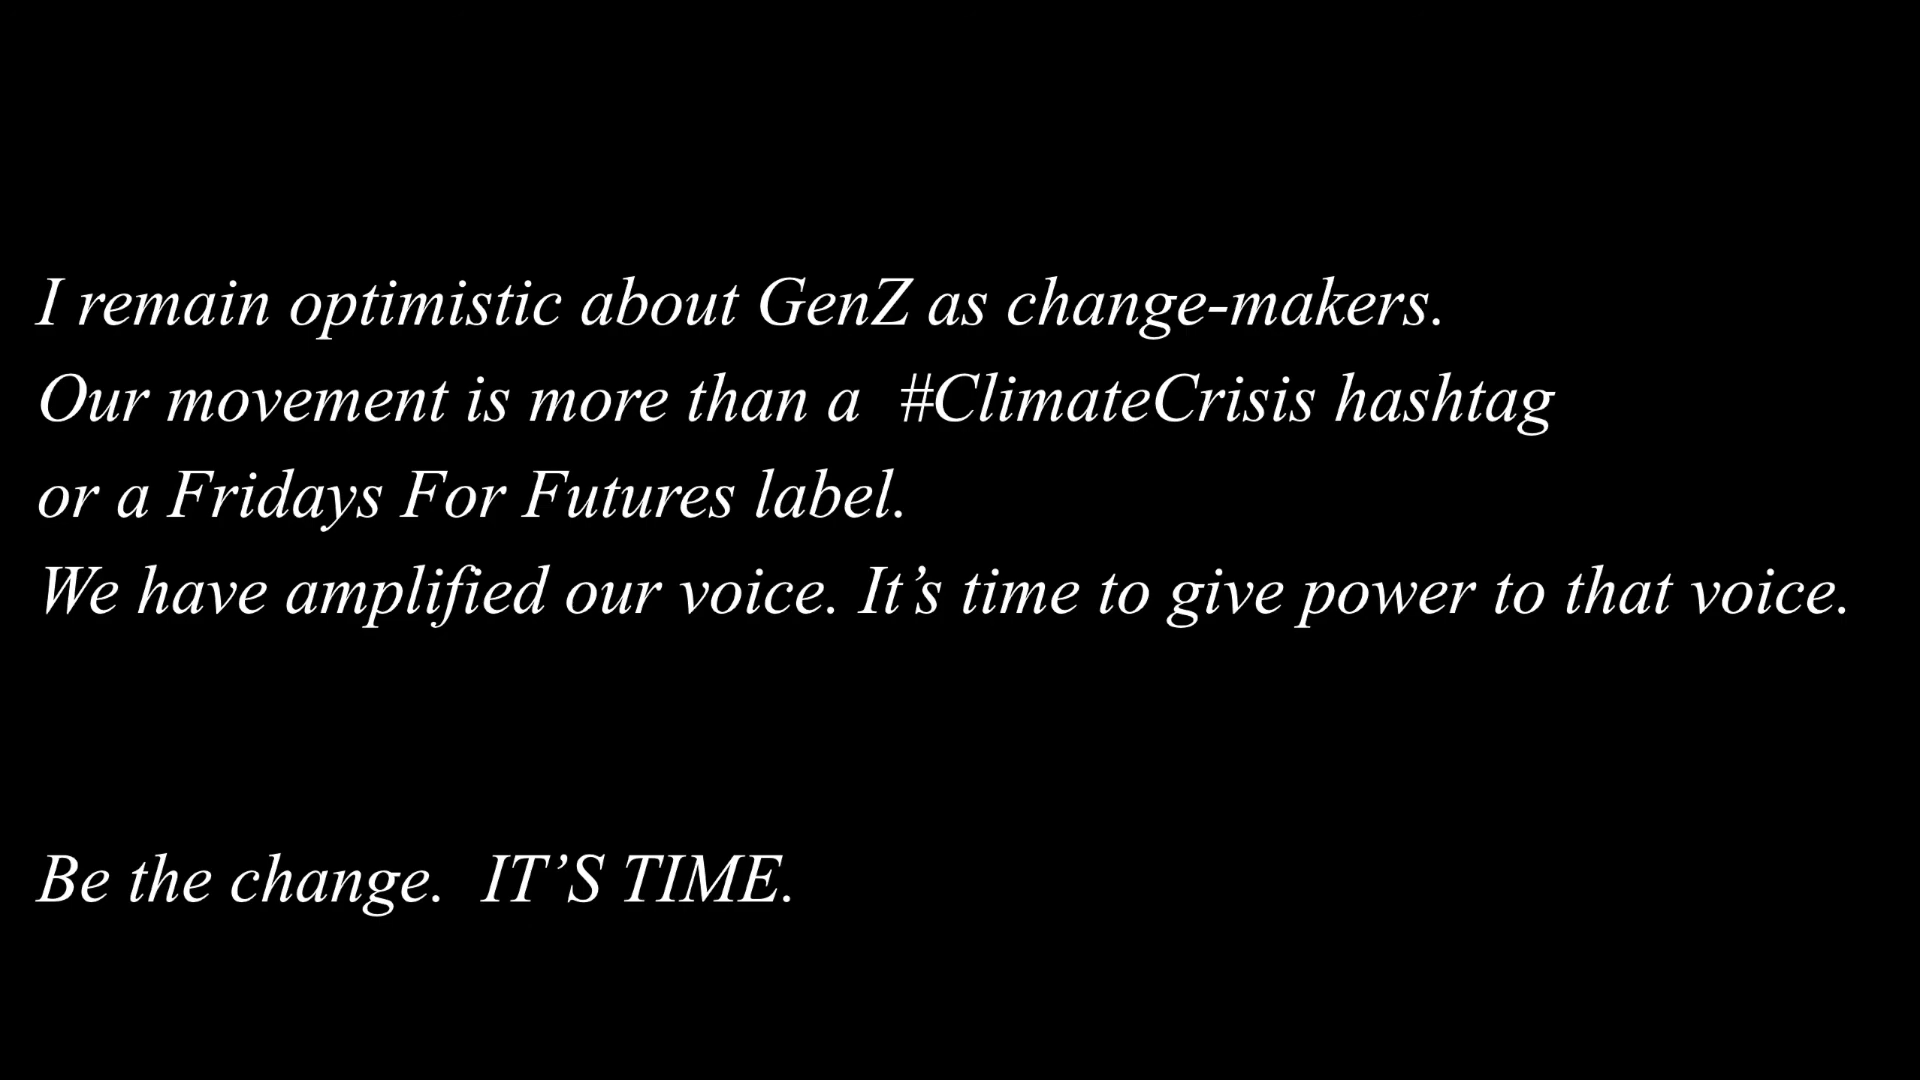 I remain optimistic about GenZ as change-makers.
Our movement is more than a  #ClimateCrisis hashtag
or a Fridays For Futures label.
We have amplified our voice. It’s time to give power to that voice.
Be the change.  IT’S TIME.